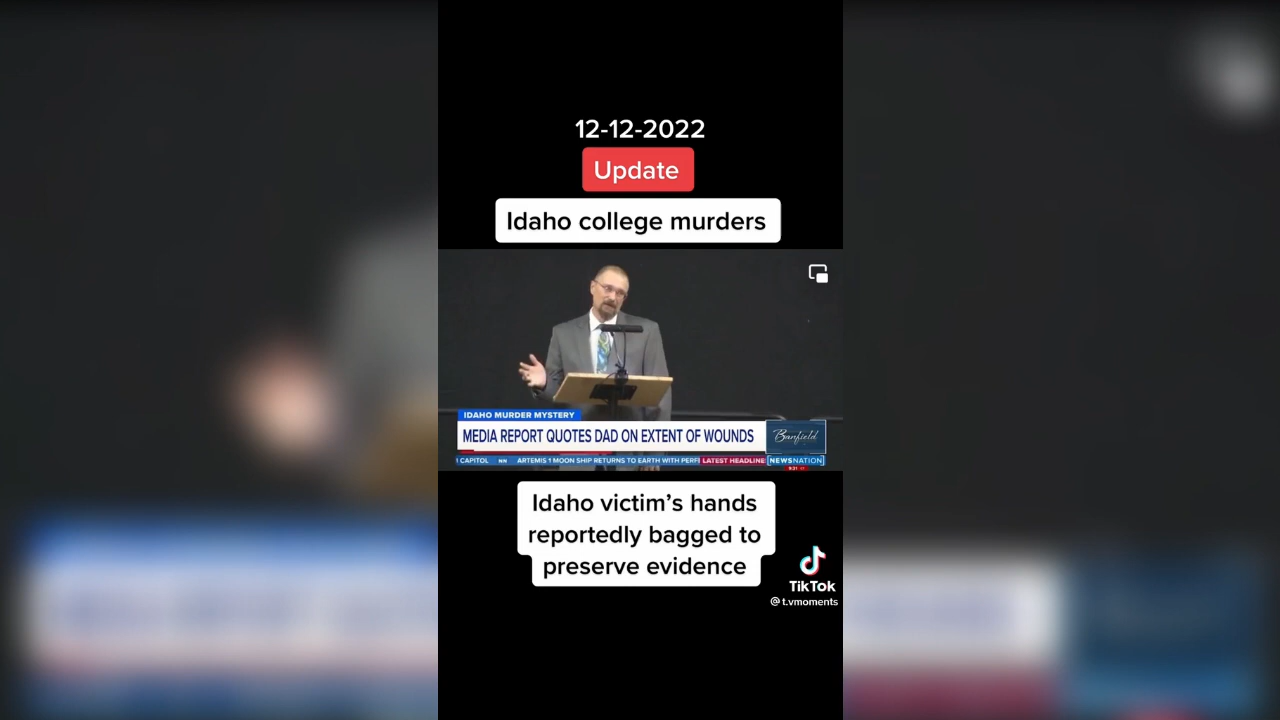 12-12-2022
Update
Idaho college murders
IDAHO MURDER MYSTERY
MEDIA REPORT QUOTES DAD ON EXTENT OF WOUNDS
Banfield
CAPITOL NN ARTEMIS 1 MOON SHIP RETURNS TO EARTH WITH PERF LATEST HEADLINE NEWSNATION
Idaho victim's hands
reportedly bagged to
preserve evidence
TikTok
@t.vmoments